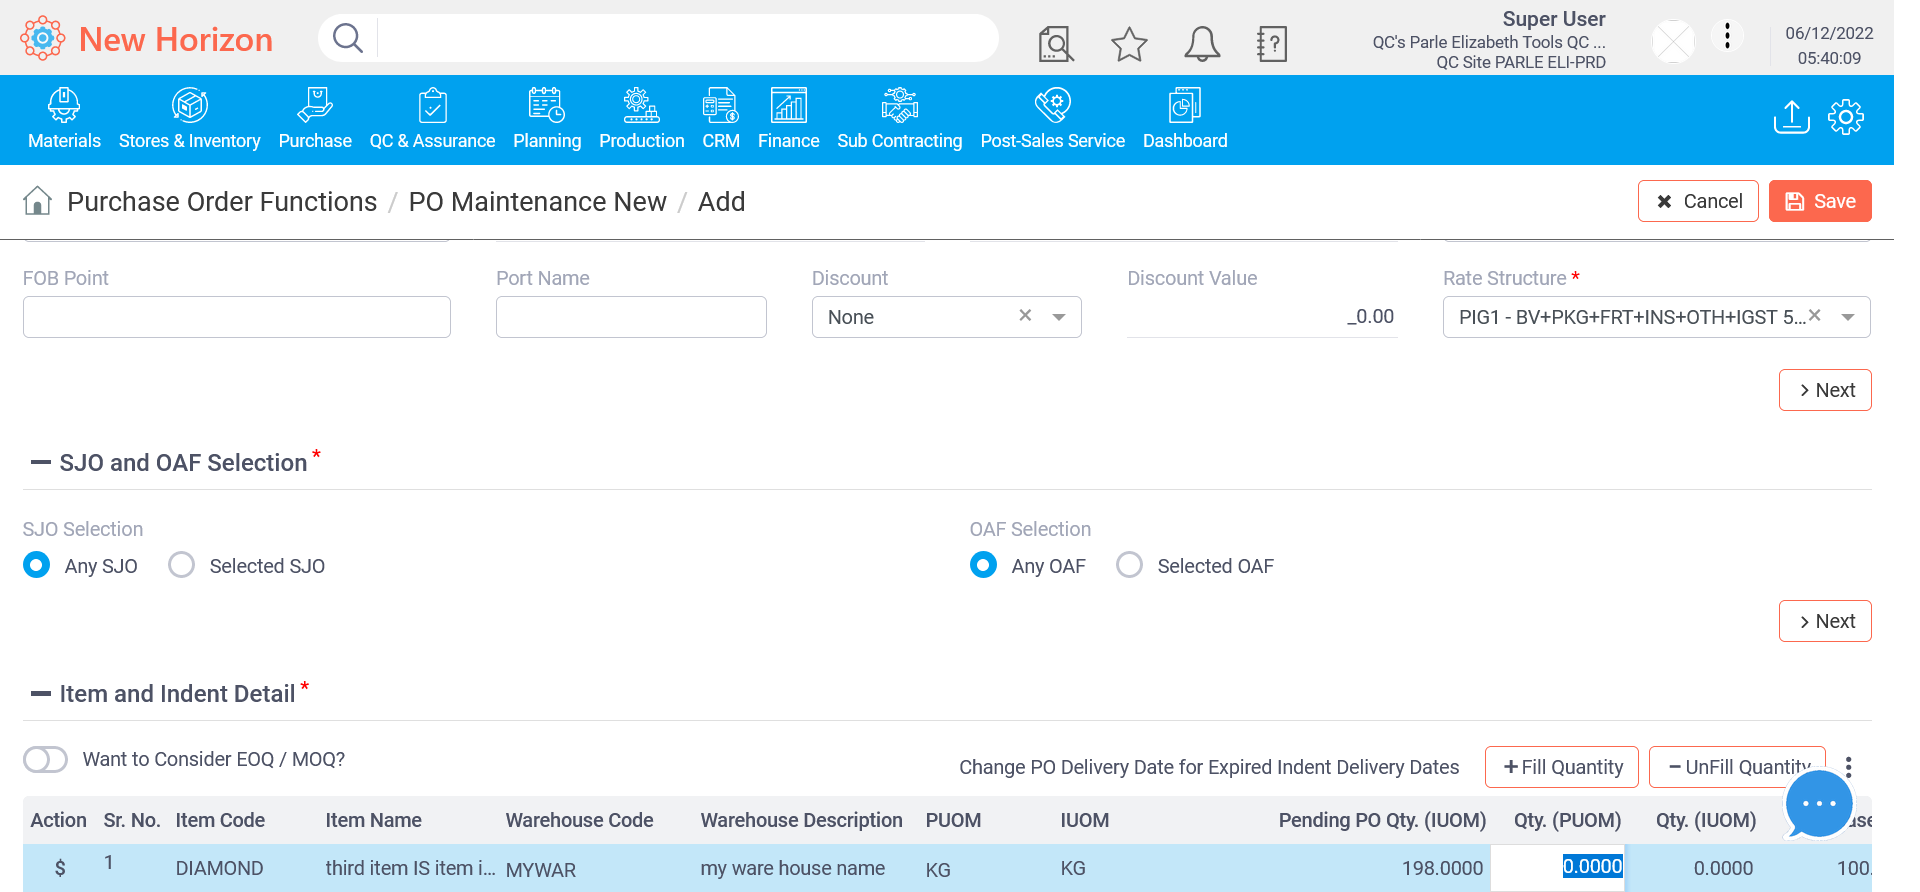 New Horizon
Super User
QC's Parle Elizabeth Tools QC ...
QC Site PARLE ELI-PRD
06/12/2022
05:40:09
Materials Stores & Inventory Purchase QC & Assurance Planning Production CRM Finance Sub Contracting Post-Sales Service Dashboard
Purchase Order Functions / PO Maintenance New / Add
Cancel Save
FOB Point Port Name Discount Discount Value Rate Structure *
None _0.00 PIG1 - BV+PKG+FRT+INS+OTH+IGST 5...
Next
SJO and OAF Selection *
SJO Selection OAF Selection
Any SJO Selected SJO Any OAF Selected OAF
Next
Item and Indent Detail *
Want to Consider EOQ / MOQ? Change PO Delivery Date for Expired Indent Delivery Dates + Fill Quantity − UnFill Quantity
Action Sr. No. Item Code Item Name Warehouse Code Warehouse Description PUOM IUOM Pending PO Qty. (IUOM) Qty. (PUOM) Qty. (IUOM)
$ 1 DIAMOND third item IS item i... MYWAR my ware house name KG KG 198.0000 0.0000 0.0000 100.